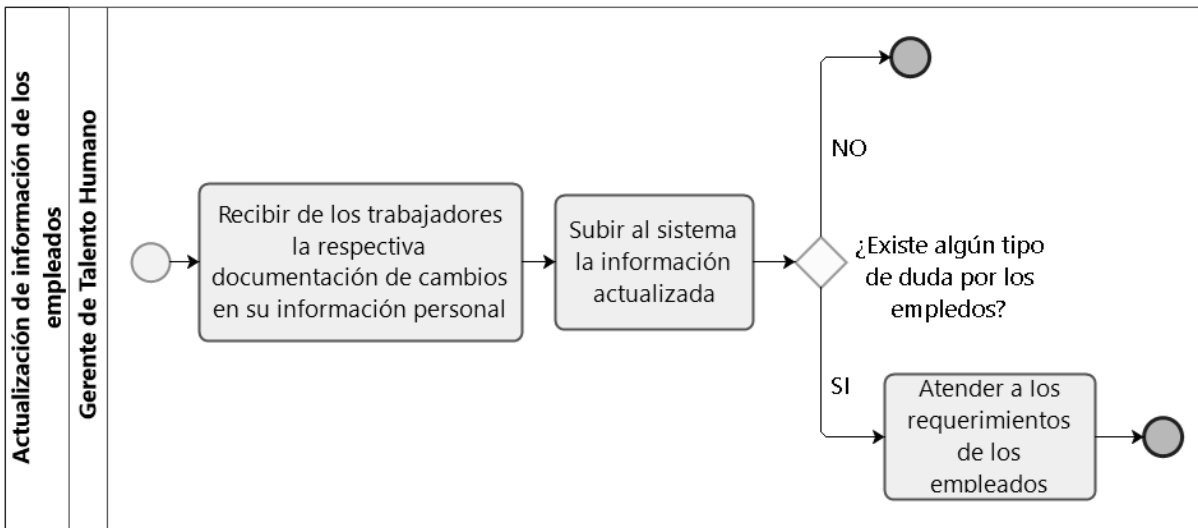 Actualización de información de los
empleados
Gerente de Talento Humano
Recibir de los trabajadores
la respectiva
documentación de cambios
en su información personal
Subir al sistema
la información
actualizada
NO
¿Existe algún tipo
de duda por los
empledos?
SI
Atender a los
requerimientos
de los
empleados